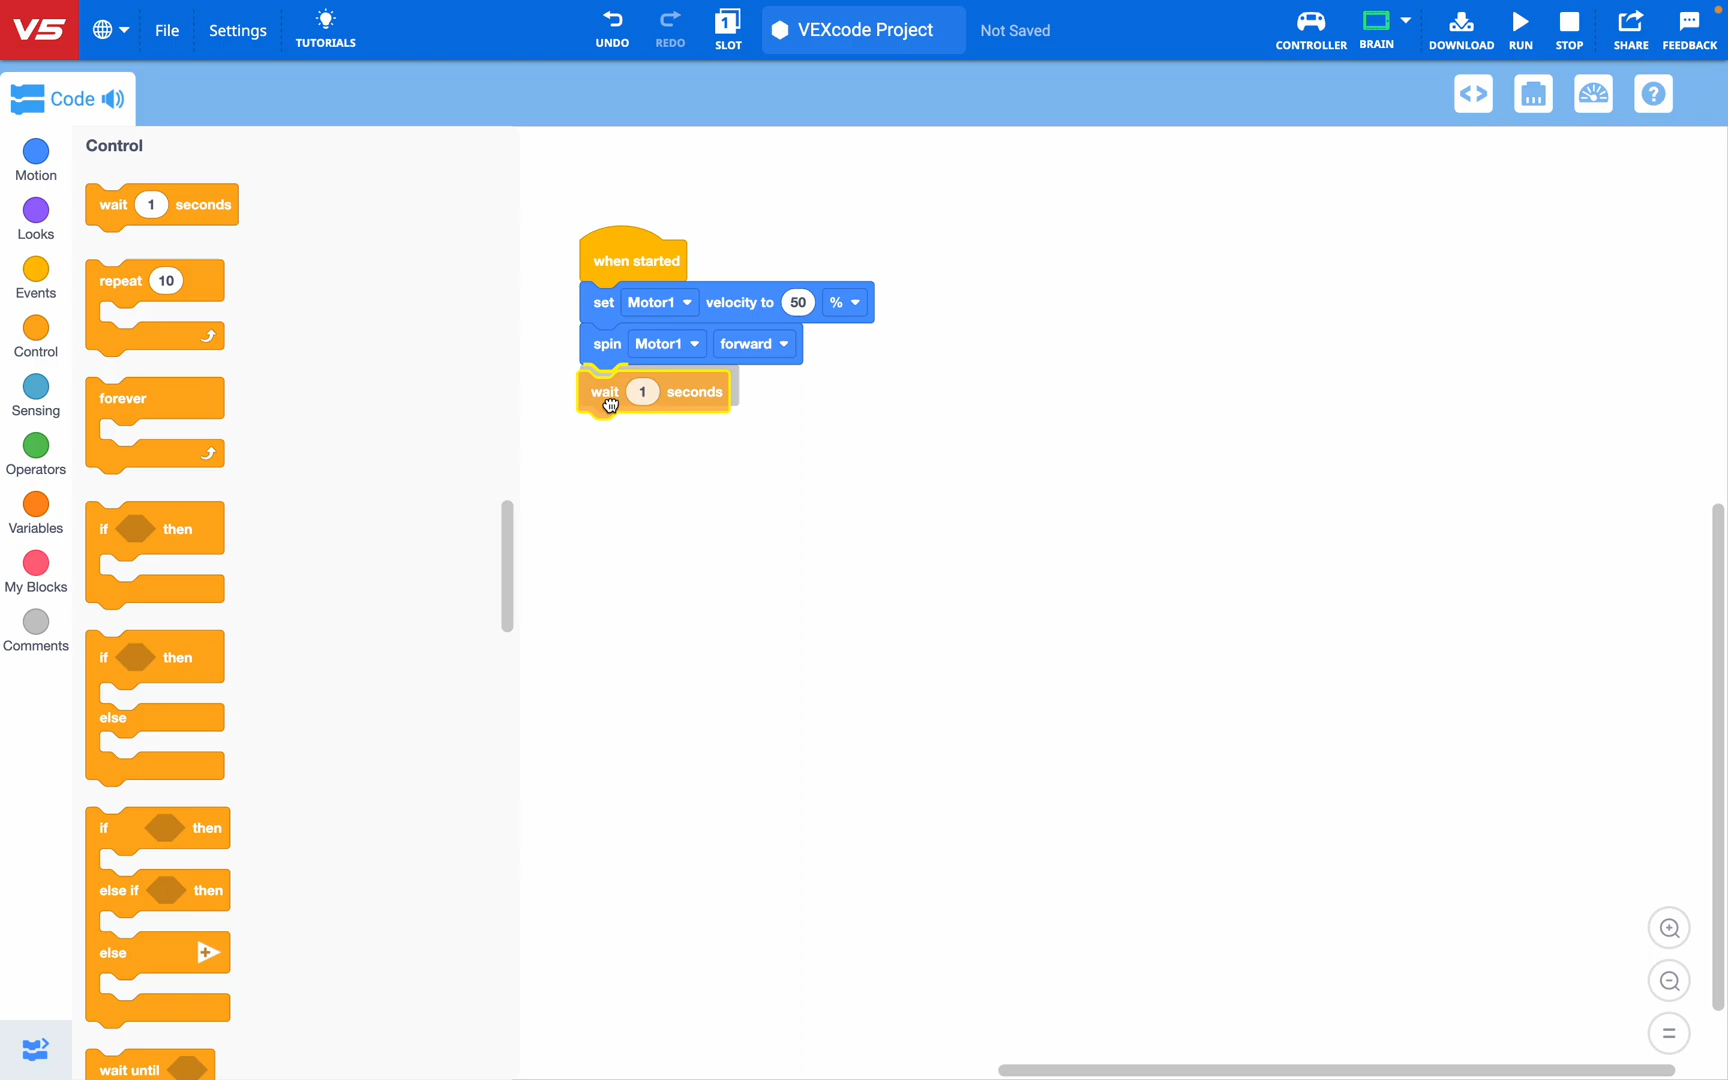 V5
File
Settings
TUTORIALS
UNDO
REDO
1
SLOT
VEXcode Project
Not Saved
CONTROLLER
BRAIN
DOWNLOAD
RUN
STOP
SHARE
FEEDBACK
Code
?
Motion
Looks
Events
Control
Sensing
Operators
Variables
My Blocks
Comments
Control
wait 1 seconds
repeat 10
forever
if then
if then
else
if then
else if then
else
wait until
when started
set Motor1 velocity to 50 %
spin Motor1 forward
wait 1 seconds